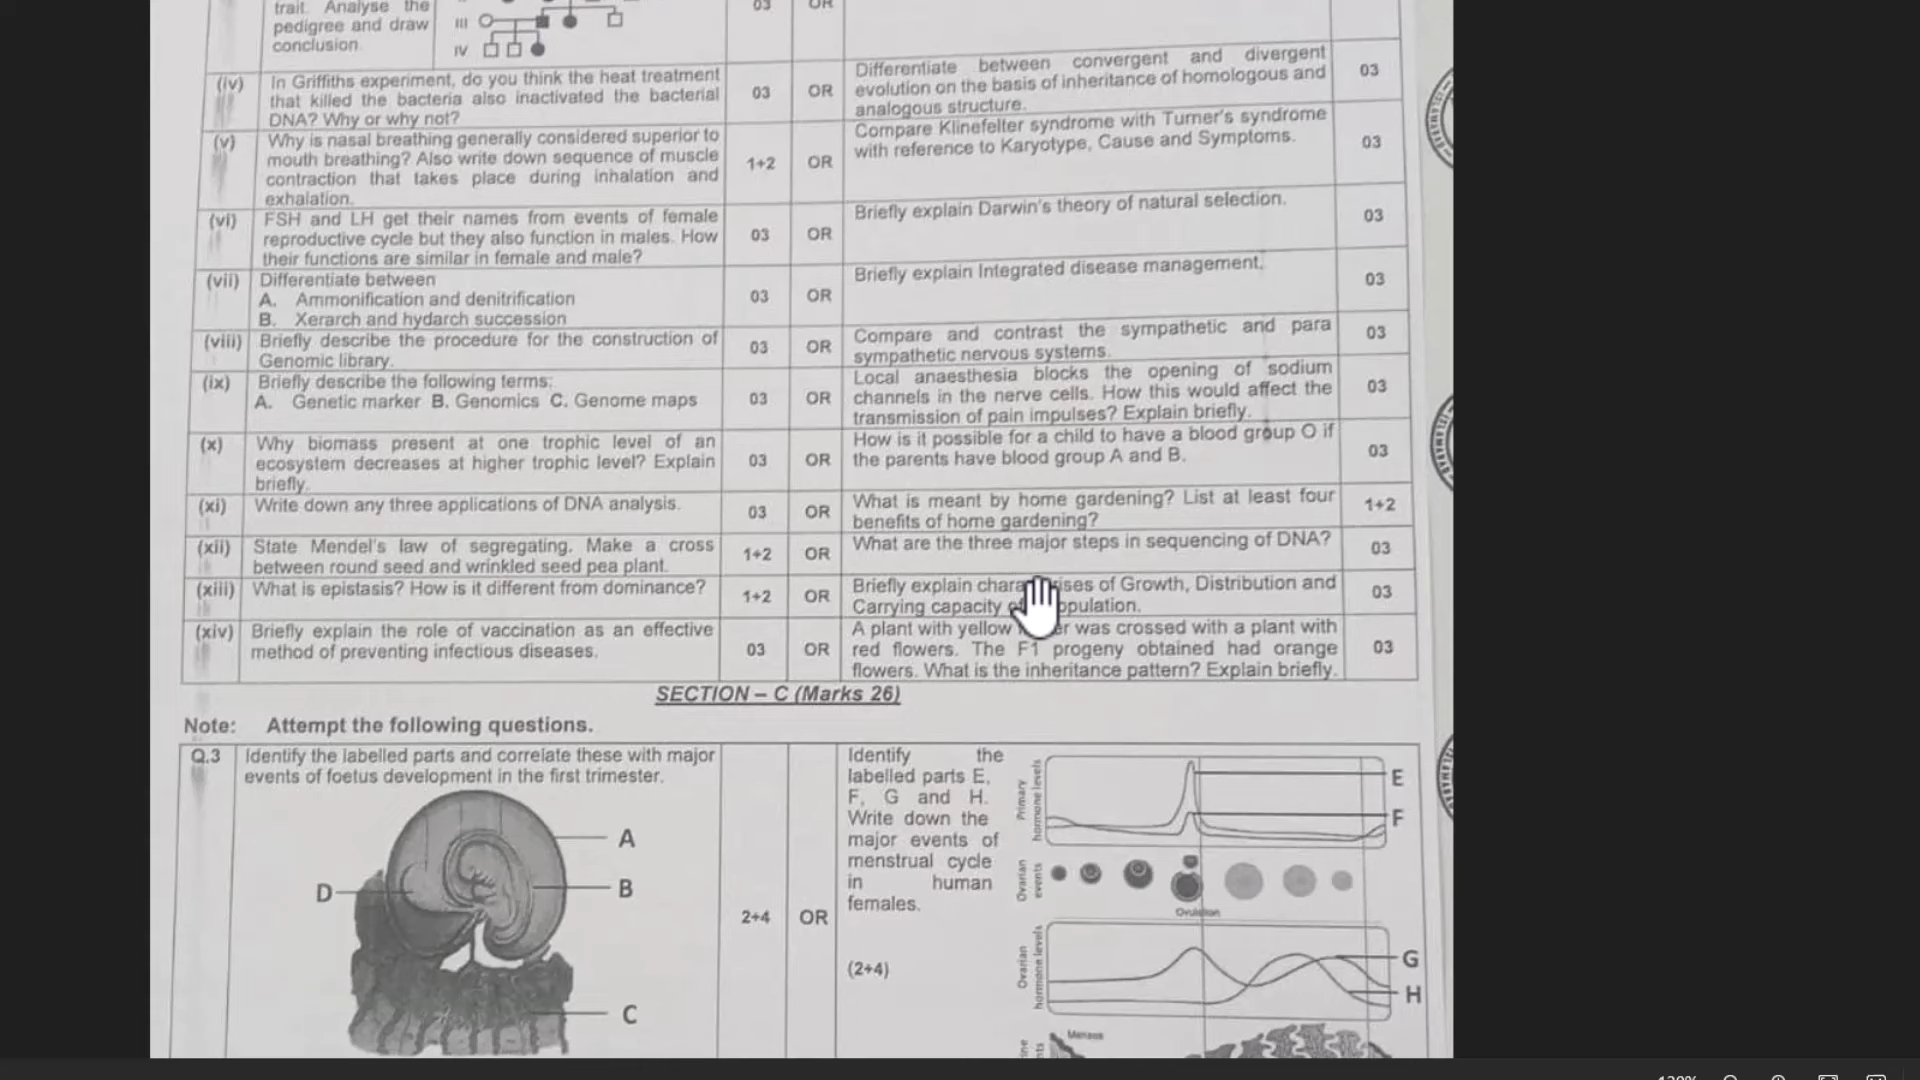 trait. Analyse the
pedigree and draw
conclusion.
III
IV
03
OR
(iv)
In Griffiths experiment, do you think the heat treatment
that killed the bacteria also inactivated the bacterial
DNA? Why or why not?
03
OR
Differentiate between convergent and divergent
evolution on the basis of inheritance of homologous and
analogous structure.
03
(v)
Why is nasal breathing generally considered superior to
mouth breathing? Also write down sequence of muscle
contraction that takes place during inhalation and
exhalation.
1+2
OR
Compare Klinefelter syndrome with Turner's syndrome
with reference to Karyotype, Cause and Symptoms.
03
(vi)
FSH and LH get their names from events of female
reproductive cycle but they also function in males. How
their functions are similar in female and male?
03
OR
Briefly explain Darwin's theory of natural selection.
03
(vii)
Differentiate between
A. Ammonification and denitrification
B. Xerarch and hydarch succession
03
OR
Briefly explain Integrated disease management.
03
(viii)
Briefly describe the procedure for the construction of
Genomic library.
03
OR
Compare and contrast the sympathetic and para
sympathetic nervous systems.
03
(ix)
Briefly describe the following terms:
A. Genetic marker B. Genomics C. Genome maps
03
OR
Local anaesthesia blocks the opening of sodium
channels in the nerve cells. How this would affect the
transmission of pain impulses? Explain briefly.
03
(x)
Why biomass present at one trophic level of an
ecosystem decreases at higher trophic level? Explain
briefly.
03
OR
How is it possible for a child to have a blood group O if
the parents have blood group A and B.
03
(xi)
Write down any three applications of DNA analysis.
03
OR
What is meant by home gardening? List at least four
benefits of home gardening?
1+2
(xii)
State Mendel's law of segregating. Make a cross
between round seed and wrinkled seed pea plant.
1+2
OR
What are the three major steps in sequencing of DNA?
03
(xiii)
What is epistasis? How is it different from dominance?
1+2
OR
Briefly explain of Growth, Distribution and
Carrying capacity
03
(xiv)
Briefly explain the role of vaccination as an effective
method of preventing infectious diseases.
03
OR
A plant with yellow was crossed with a plant with
red flowers. The F1 progeny obtained had orange
flowers. What is the inheritance pattern? Explain briefly.
03
SECTION – C (Marks 26)
Note: Attempt the following questions.
Q.3
Identify the labelled parts and correlate these with major
events of foetus development in the first trimester.
A
B
C
D
2+4
OR
Identify the
labelled parts E,
F, G and H.
Write down the
major events of
menstrual cycle
in human
females.
(2+4)
Primary
hormone levels
E
F
Ovarian
events
Ovulation
Ovarian
hormone levels
G
H
Menses